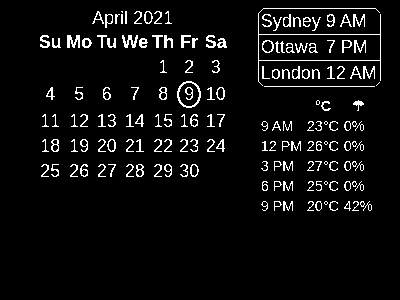 April 2021
Su Mo Tu We Th Fr Sa
1 2 3
4 5 6 7 8 9 10
11 12 13 14 15 16 17
18 19 20 21 22 23 24
25 26 27 28 29 30
Sydney 9 AM
Ottawa 7 PM
London 12 AM
°C ☂
9 AM 23°C 0%
12 PM 26°C 0%
3 PM 27°C 0%
6 PM 25°C 0%
9 PM 20°C 42%